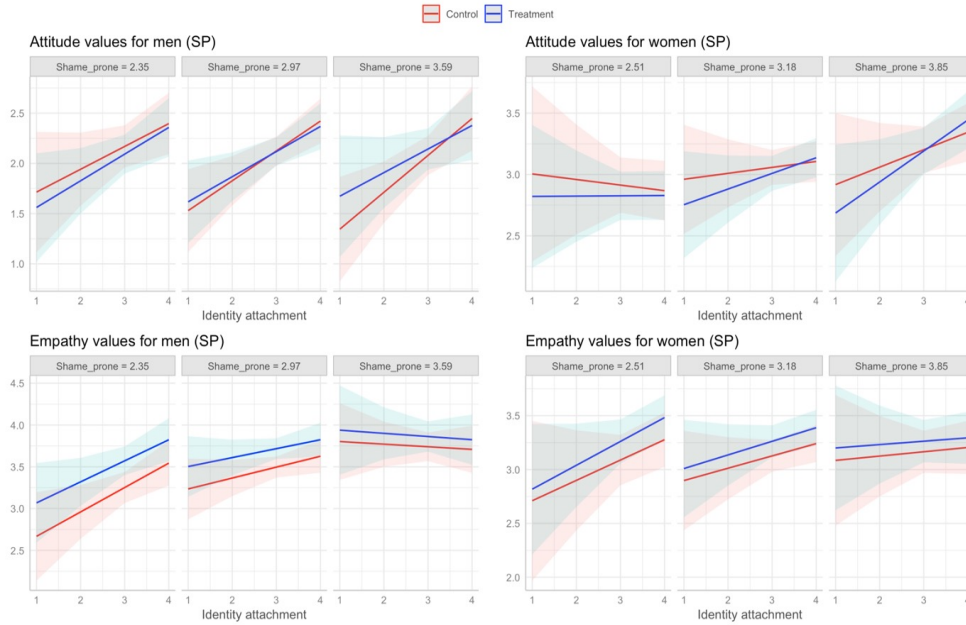 Control Treatment
Attitude values for men (SP)
Shame_prone = 2.35 Shame_prone = 2.97 Shame_prone = 3.59
2.5
2.0
1.5
1.0
1 2 3 4 1 2 3 4 1 2 3 4
Identity attachment
Attitude values for women (SP)
Shame_prone = 2.51 Shame_prone = 3.18 Shame_prone = 3.85
3.5
3.0
2.5
1 2 3 4 1 2 3 4 1 2 3 4
Identity attachment
Empathy values for men (SP)
Shame_prone = 2.35 Shame_prone = 2.97 Shame_prone = 3.59
4.5
4.0
3.5
3.0
2.5
1 2 3 4 1 2 3 4 1 2 3 4
Identity attachment
Empathy values for women (SP)
Shame_prone = 2.51 Shame_prone = 3.18 Shame_prone = 3.85
3.5
3.0
2.5
2.0
1 2 3 4 1 2 3 4 1 2 3 4
Identity attachment